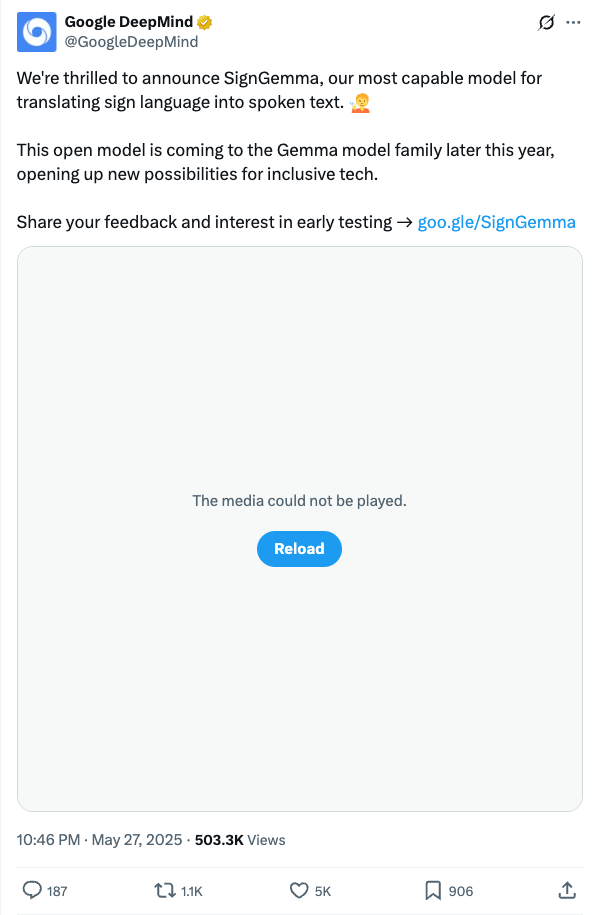 Google DeepMind
@GoogleDeepMind
We're thrilled to announce SignGemma, our most capable model for
translating sign language into spoken text. 🧏
This open model is coming to the Gemma model family later this year,
opening up new possibilities for inclusive tech.
Share your feedback and interest in early testing → goo.gle/SignGemma
The media could not be played.
Reload
10:46 PM · May 27, 2025 · 503.3K Views
187 1.1K 5K 906